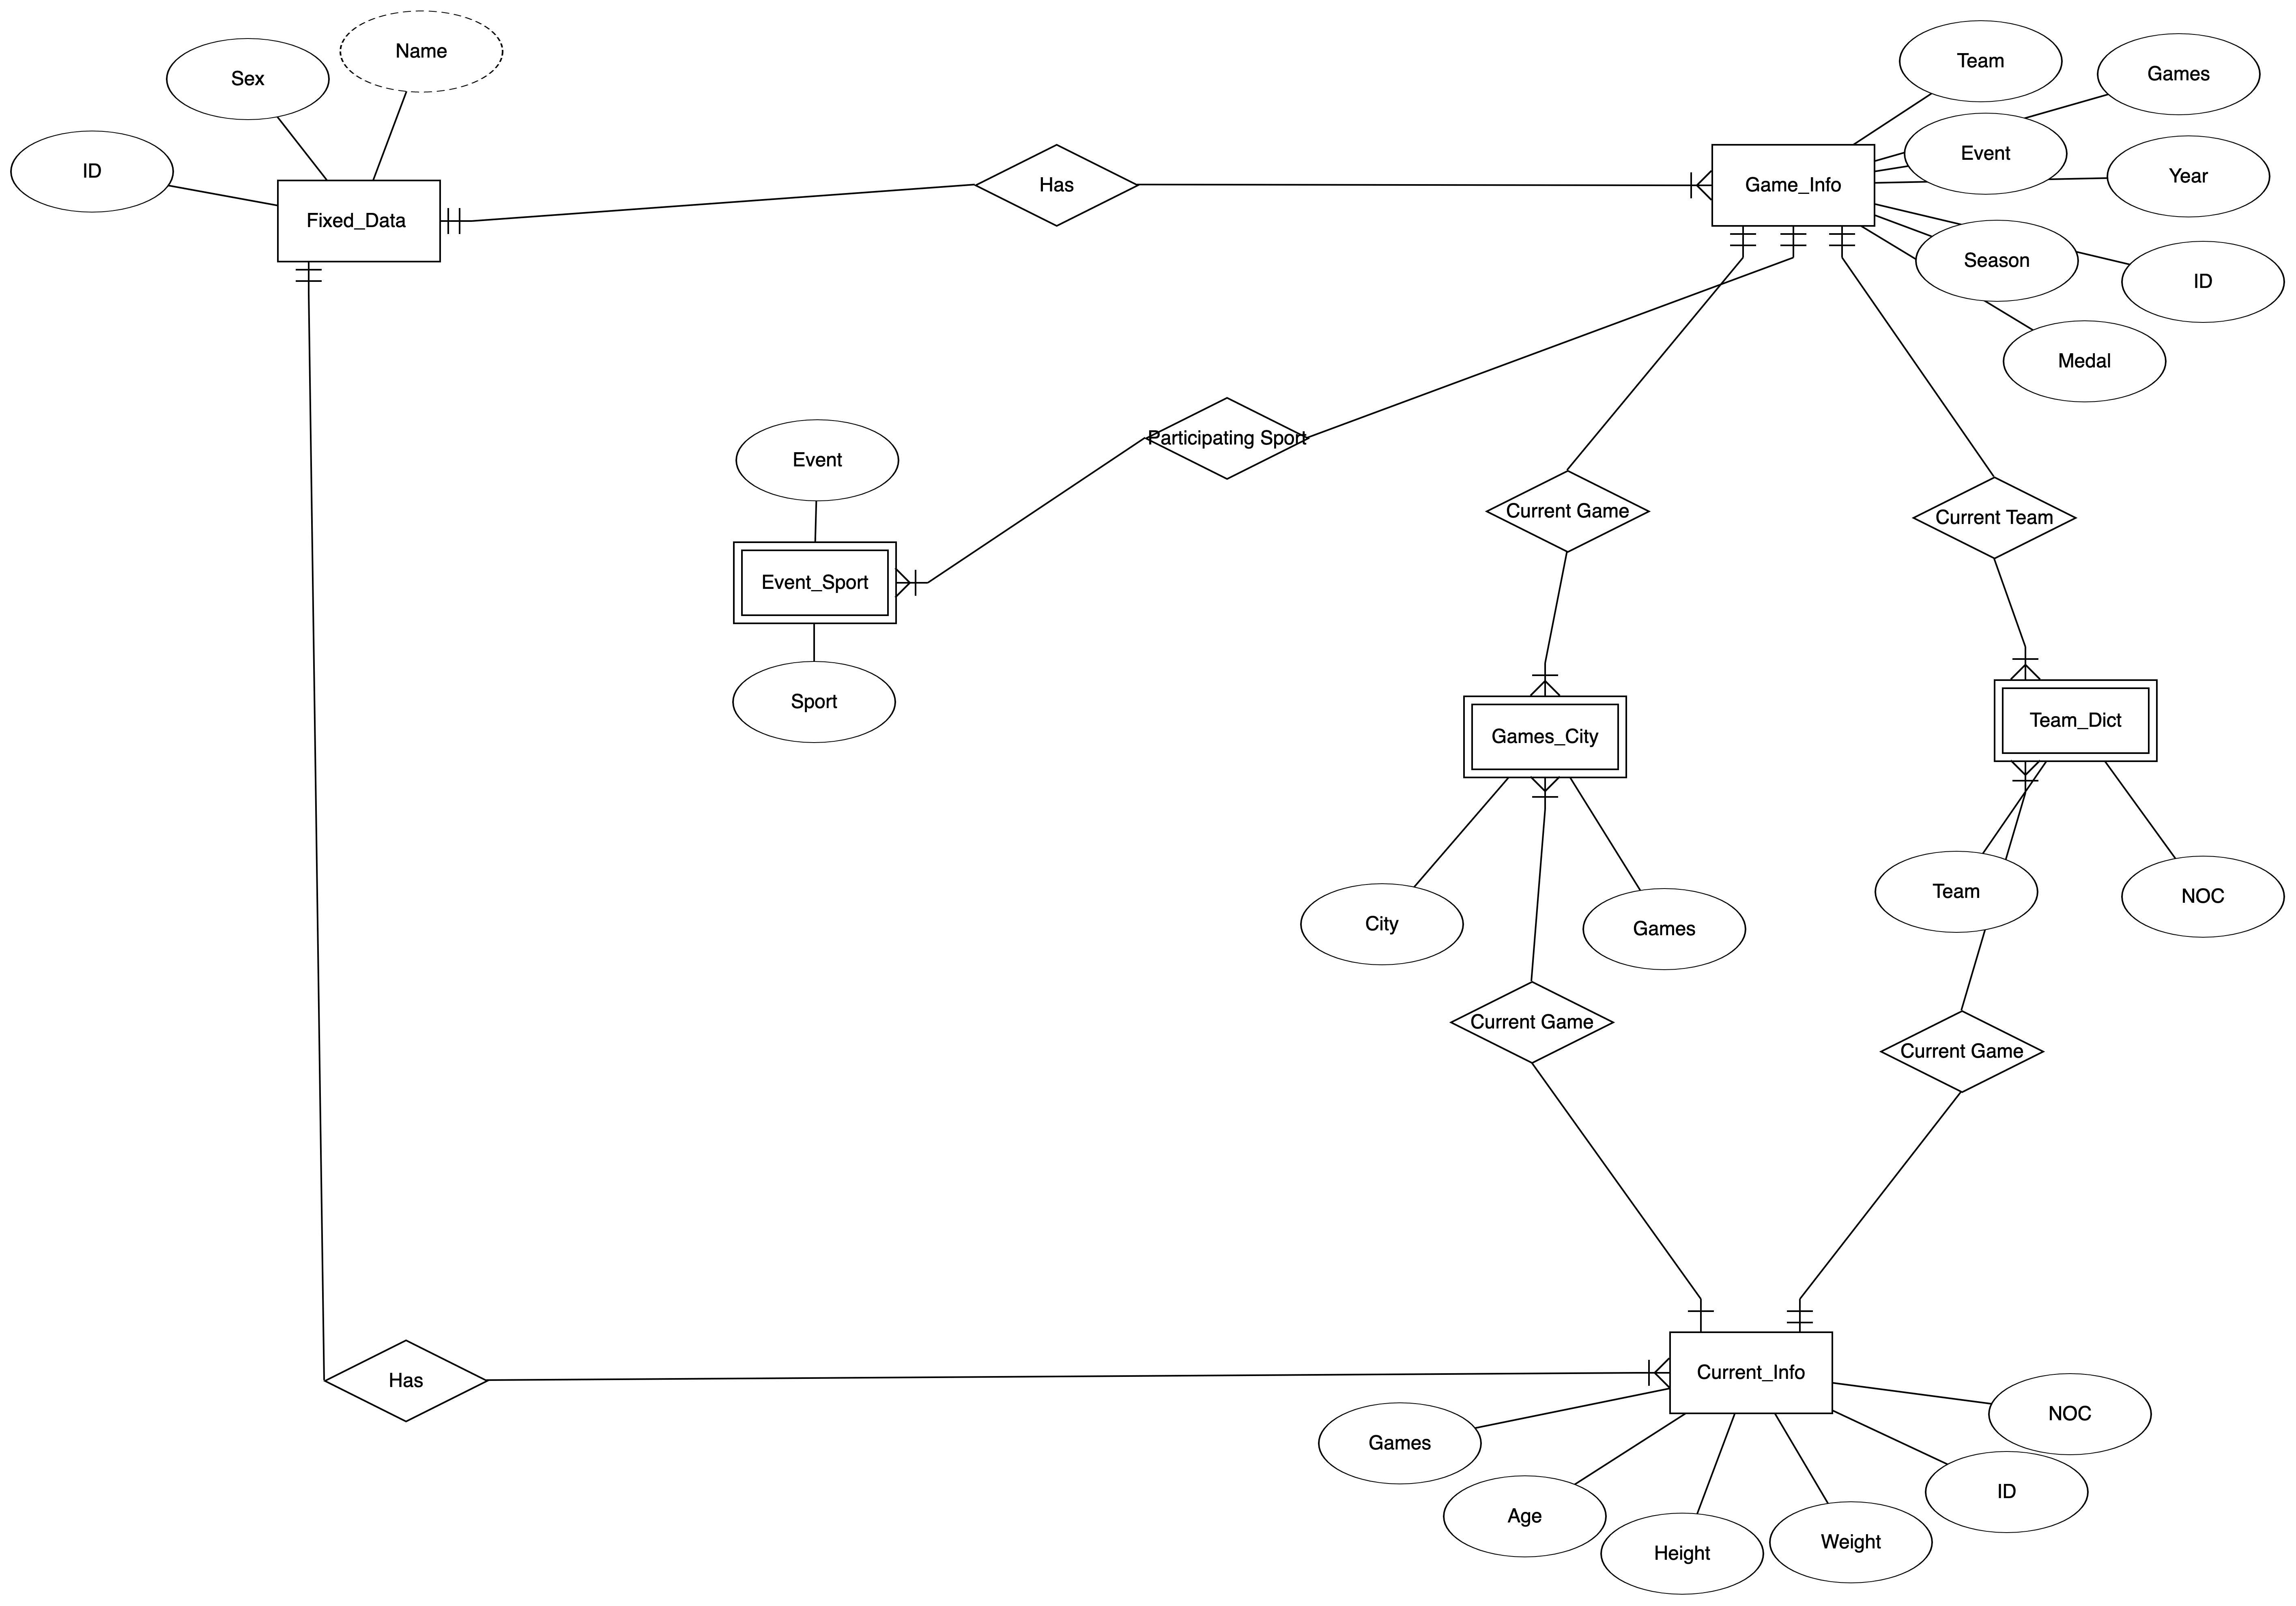 Name
Sex
ID
Fixed_Data
Has
Team
Games
Event
Game_Info
Year
Season
ID
Medal
Participating Sport
Event
Event_Sport
Sport
Current Game
Current Team
Games_City
Team_Dict
City
Games
Team
NOC
Current Game
Current Game
Has
Current_Info
Games
Age
Height
Weight
ID
NOC